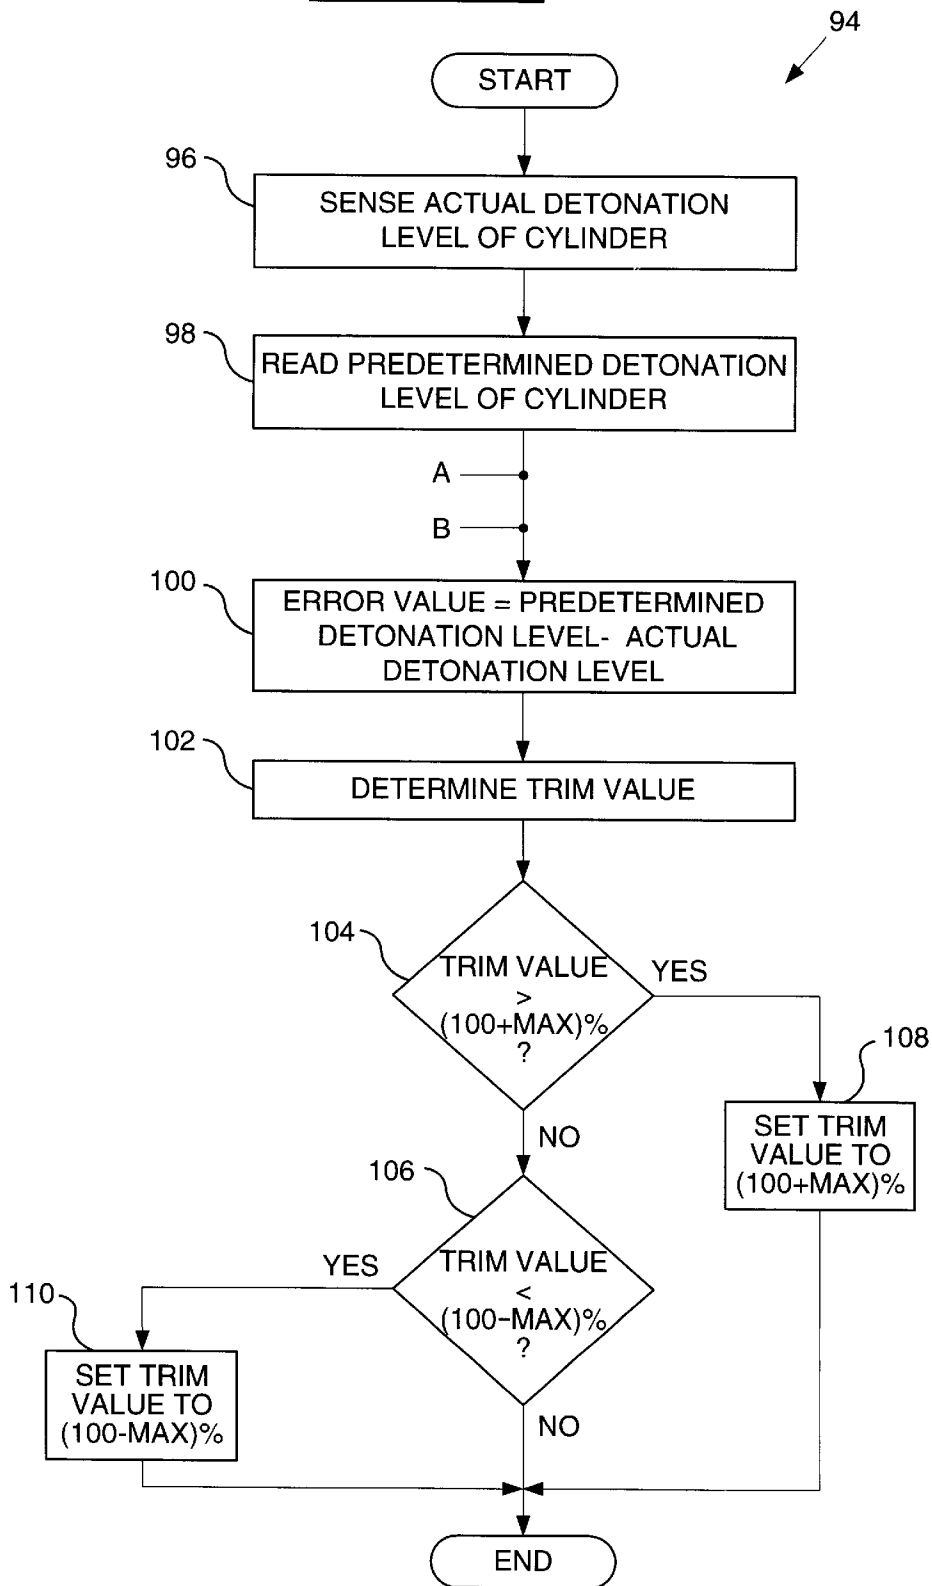 94
START
96
SENSE ACTUAL DETONATION
LEVEL OF CYLINDER
98
READ PREDETERMINED DETONATION
LEVEL OF CYLINDER
A
B
100
ERROR VALUE = PREDETERMINED
DETONATION LEVEL- ACTUAL
DETONATION LEVEL
102
DETERMINE TRIM VALUE
104
TRIM VALUE
>
(100+MAX)%
?
YES
NO
108
SET TRIM
VALUE TO
(100+MAX)%
106
TRIM VALUE
<
(100-MAX)%
?
YES
NO
110
SET TRIM
VALUE TO
(100-MAX)%
END